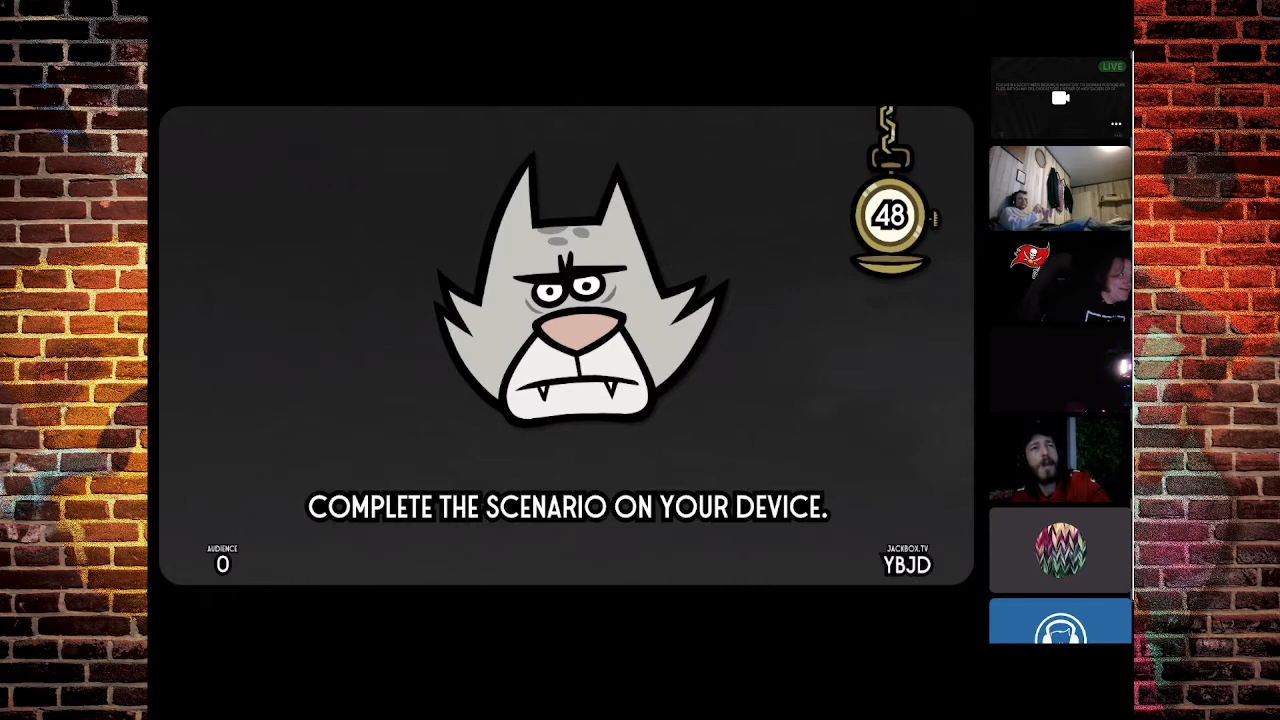 LIVE
48
COMPLETE THE SCENARIO ON YOUR DEVICE.
AUDIENCE
0
JACKBOX.TV
YBJD